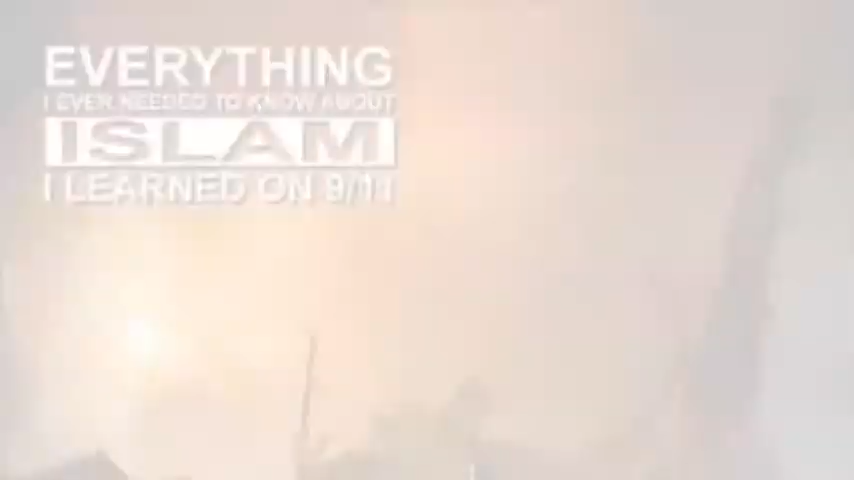 EVERYTHING
I EVER NEEDED TO KNOW ABOUT
ISLAM
I LEARNED ON 9/11